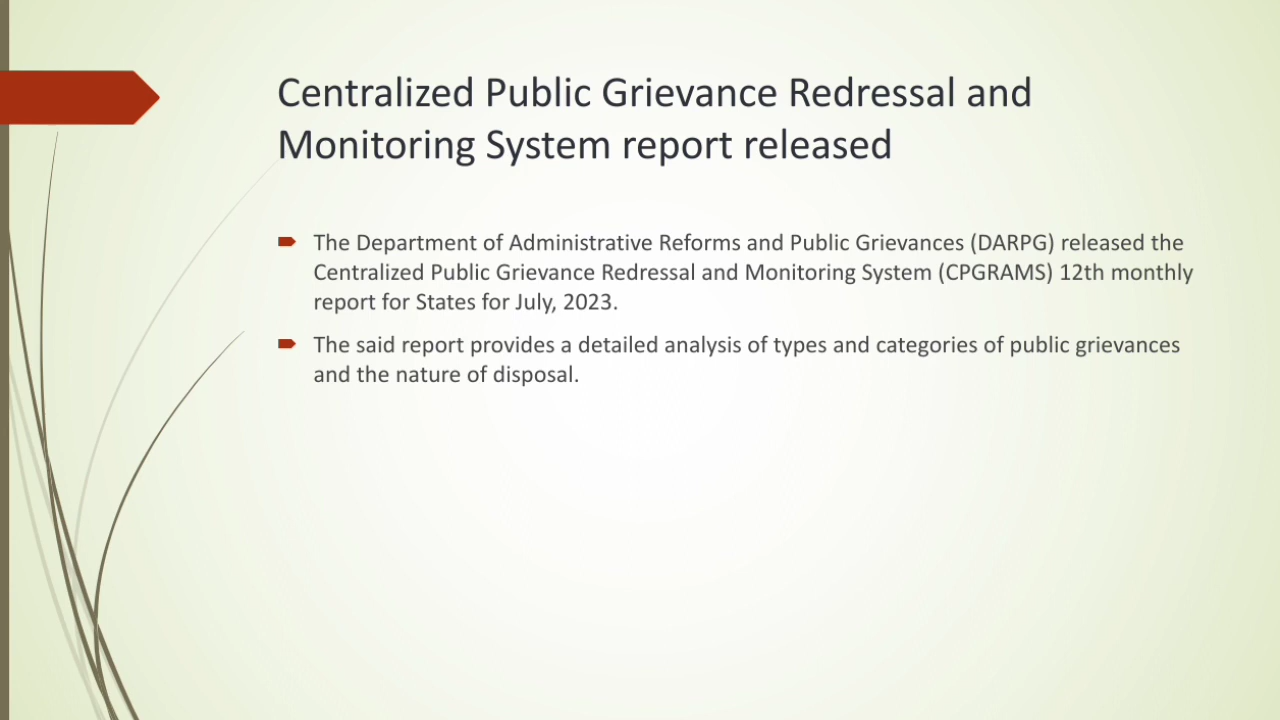 Centralized Public Grievance Redressal and
Monitoring System report released
The Department of Administrative Reforms and Public Grievances (DARPG) released the
Centralized Public Grievance Redressal and Monitoring System (CPGRAMS) 12th monthly
report for States for July, 2023.
The said report provides a detailed analysis of types and categories of public grievances
and the nature of disposal.